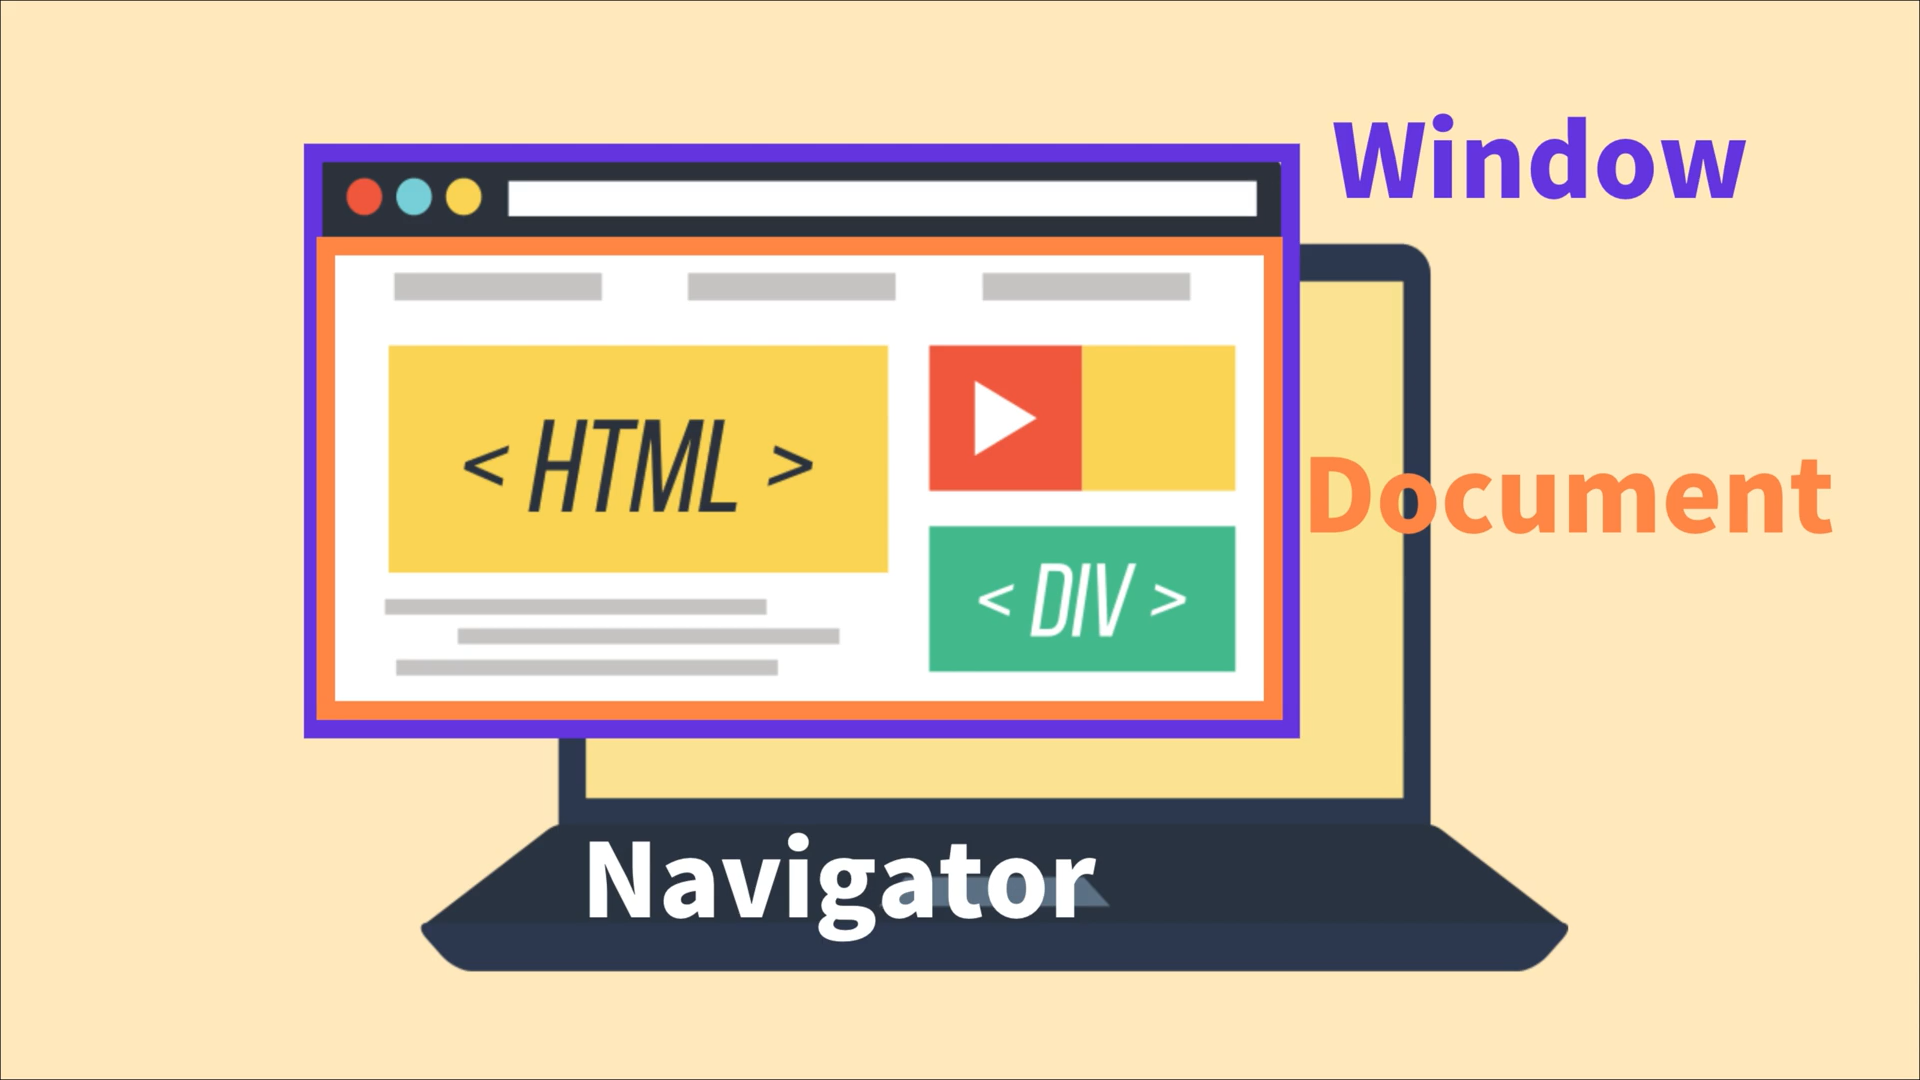 Window
< HTML >
Document
< DIV >
Navigator